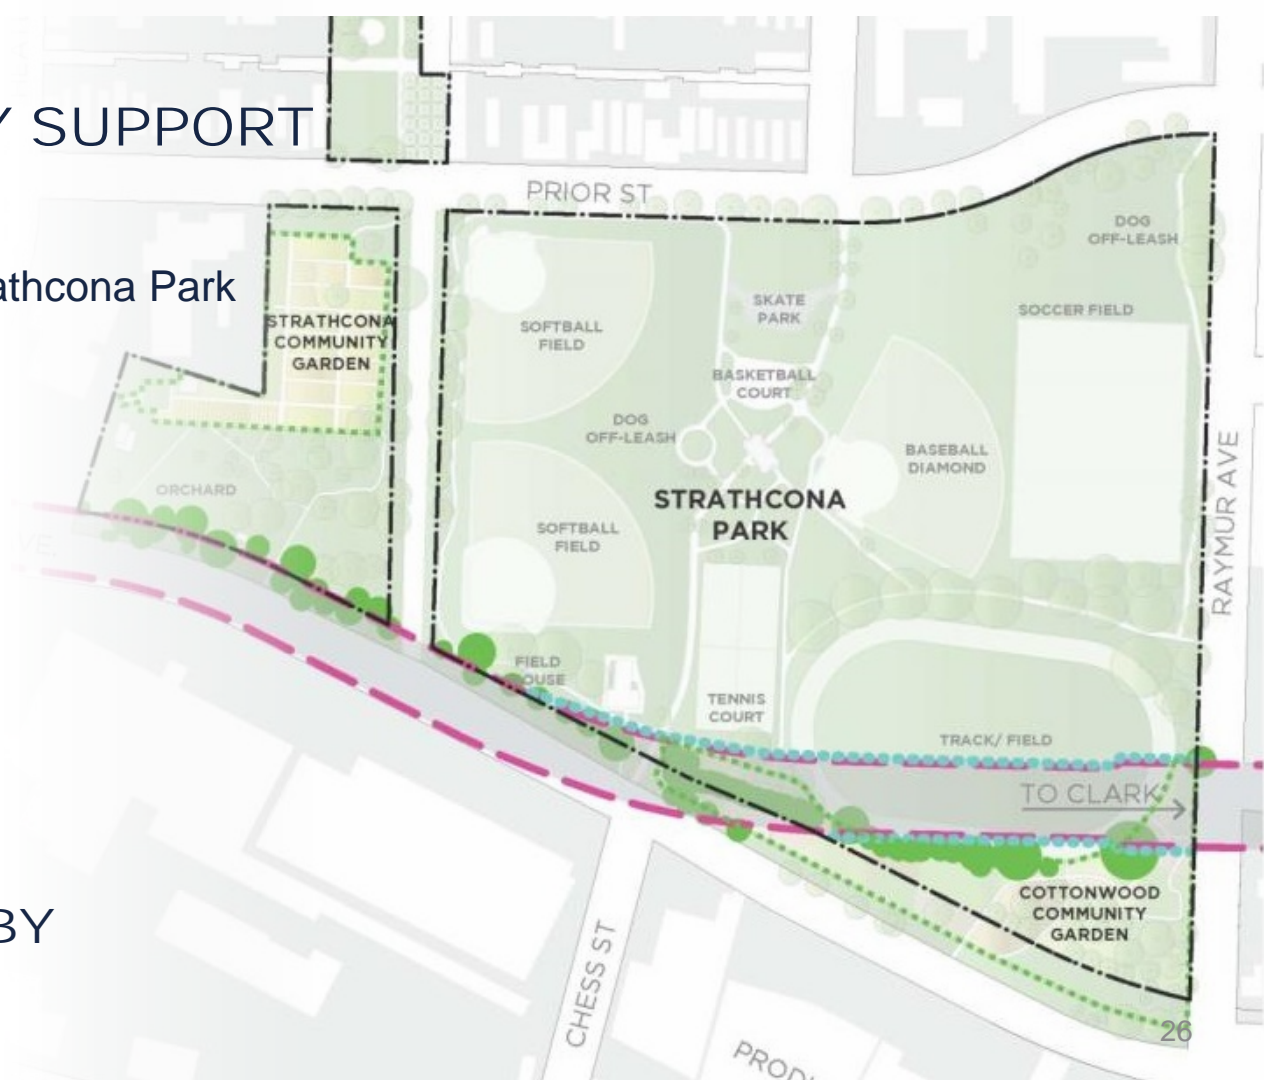 Y SUPPORT
PRIOR ST
DOG
OFF-LEASH
athcona Park
SKATE
PARK
SOCCER FIELD
STRATHCONA
COMMUNITY
GARDEN
SOFTBALL
FIELD
BASKETBALL
COURT
DOG
OFF-LEASH
BASEBALL
DIAMOND
ORCHARD
STRATHCONA
PARK
RAYMUR AVE
SOFTBALL
FIELD
VE.
FIELD
TENNIS
COURT
TRACK/ FIELD
TO CLARK
COTTONWOOD
COMMUNITY
GARDEN
BY
CHESS ST
26